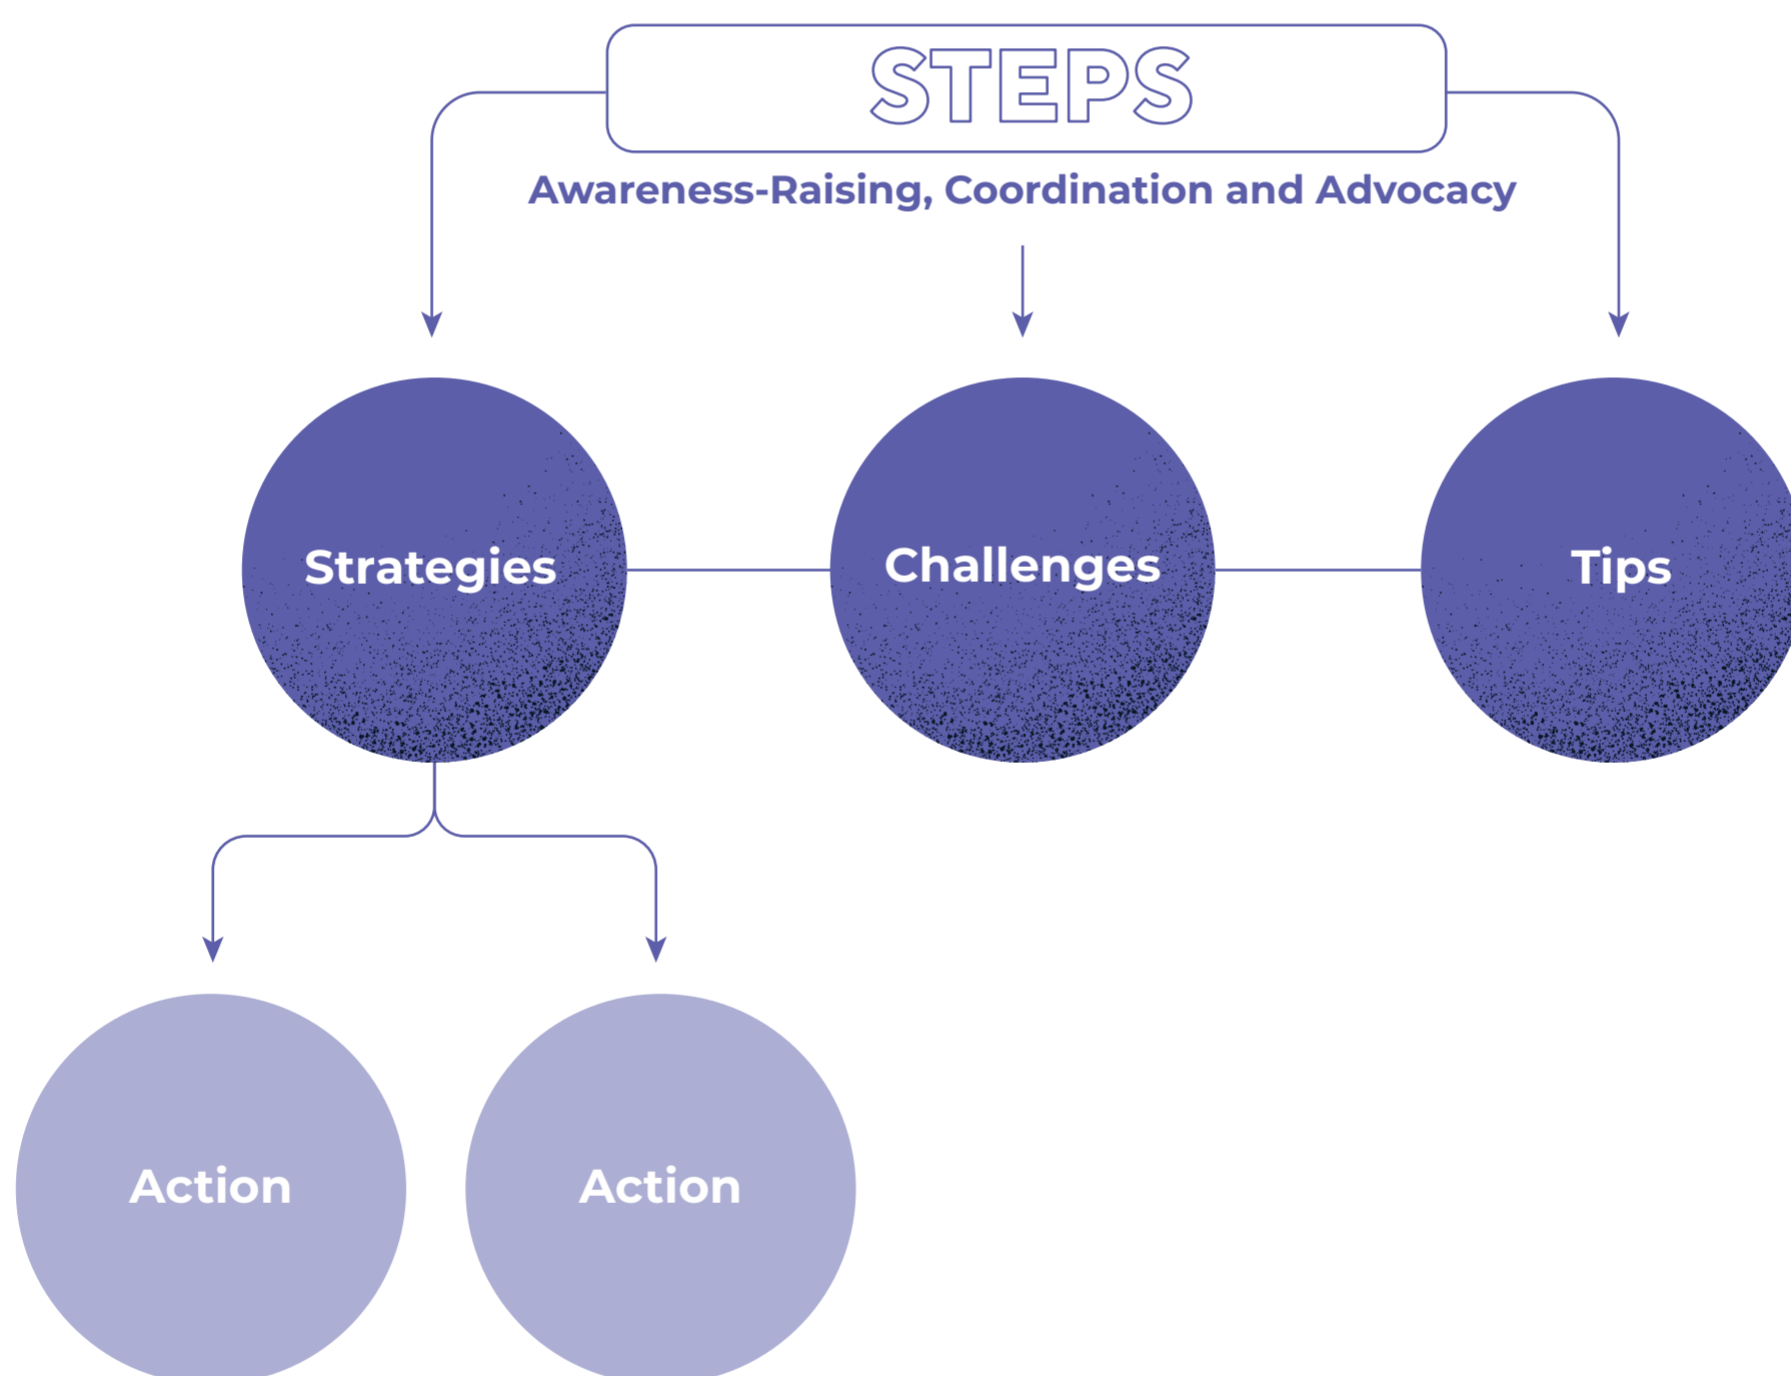 STEPS
Awareness-Raising, Coordination and Advocacy
Strategies
Challenges
Tips
Action
Action